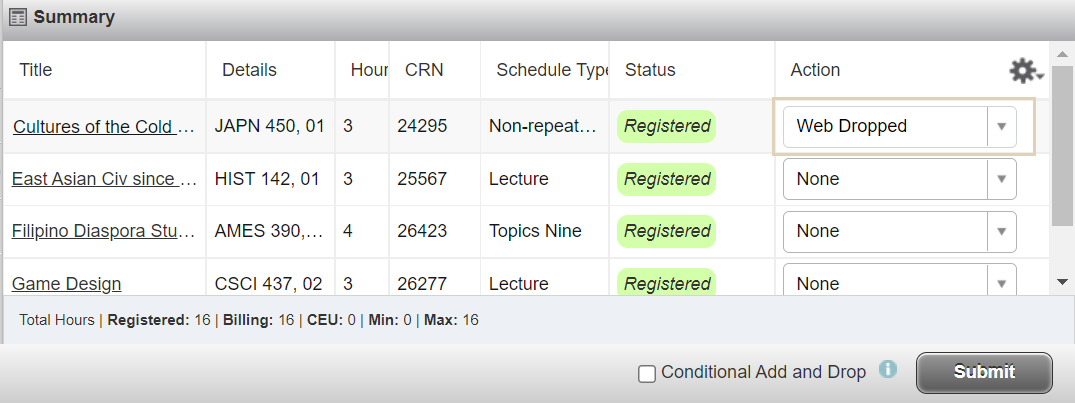 Summary
Title Details Hour CRN Schedule Type Status Action
Cultures of the Cold … JAPN 450, 01 3 24295 Non-repeat… Registered Web Dropped
East Asian Civ since … HIST 142, 01 3 25567 Lecture Registered None
Filipino Diaspora Stu… AMES 390,… 4 26423 Topics Nine Registered None
Game Design CSCI 437, 02 3 26277 Lecture Registered None
Total Hours | Registered: 16 | Billing: 16 | CEU: 0 | Min: 0 | Max: 16
Conditional Add and Drop i Submit